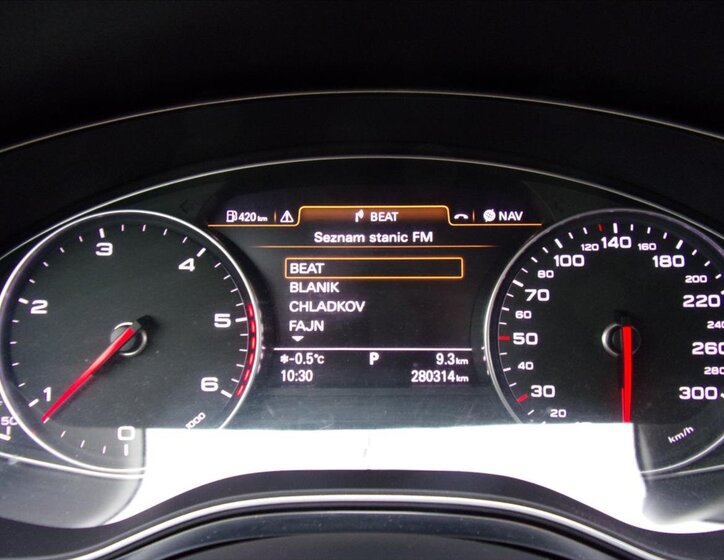 420 km BEAT NAV
Seznam stanic FM
BEAT
BLANIK
CHLADKOV
FAJN
-0.5°C P 9.3 km
10:30 280314 km
0
1
2
3
4
5
6
20
30
40
50
60
70
80
100
120
140
160
180
200
220
240
260
280
300
km/h
50